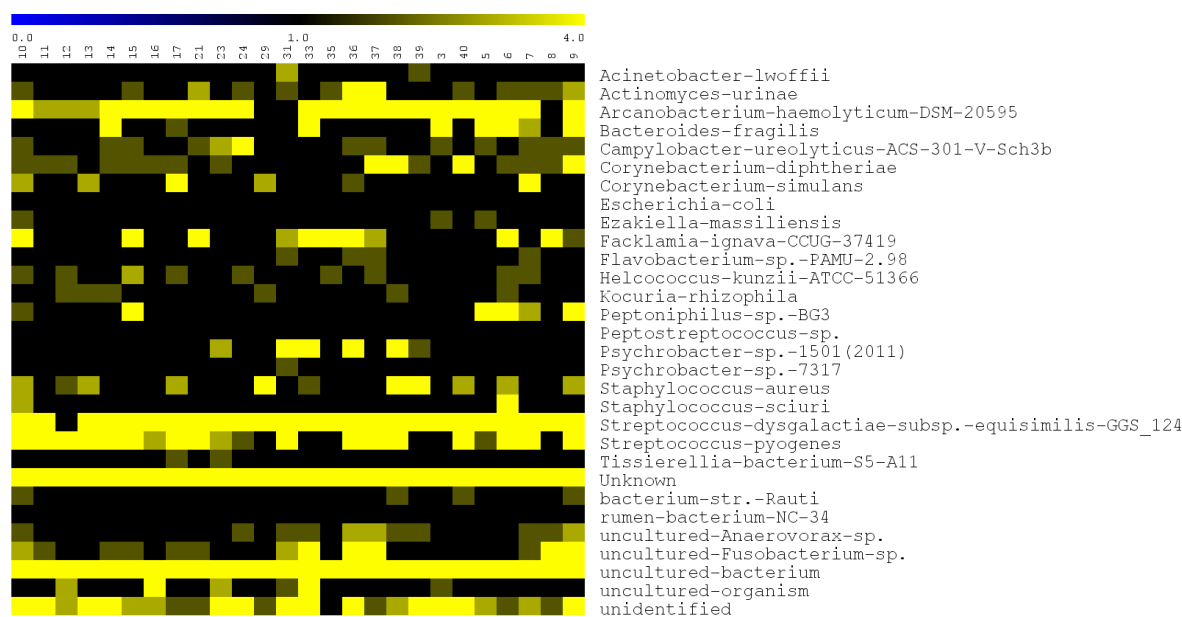 0.0 1.0 4.0
10 11 12 13 14 15 16 17 21 23 24 29 31 33 35 36 37 38 39 3 40 5 6 7 8 9
Acinetobacter-lwoffii
Actinomyces-urinae
Arcanobacterium-haemolyticum-DSM-20595
Bacteroides-fragilis
Campylobacter-ureolyticus-ACS-301-V-Sch3b
Corynebacterium-diphtheriae
Corynebacterium-simulans
Escherichia-coli
Ezakiella-massiliensis
Facklamia-ignava-CCUG-37419
Flavobacterium-sp.-PAMU-2.98
Helcococcus-kunzii-ATCC-51366
Kocuria-rhizophila
Peptoniphilus-sp.-BG3
Peptostreptococcus-sp.
Psychrobacter-sp.-1501(2011)
Psychrobacter-sp.-7317
Staphylococcus-aureus
Staphylococcus-sciuri
Streptococcus-dysgalactiae-subsp.-equisimilis-GGS_124
Streptococcus-pyogenes
Tissierellia-bacterium-S5-A11
Unknown
bacterium-str.-Rauti
rumen-bacterium-NC-34
uncultured-Anaerovorax-sp.
uncultured-Fusobacterium-sp.
uncultured-bacterium
uncultured-organism
unidentified